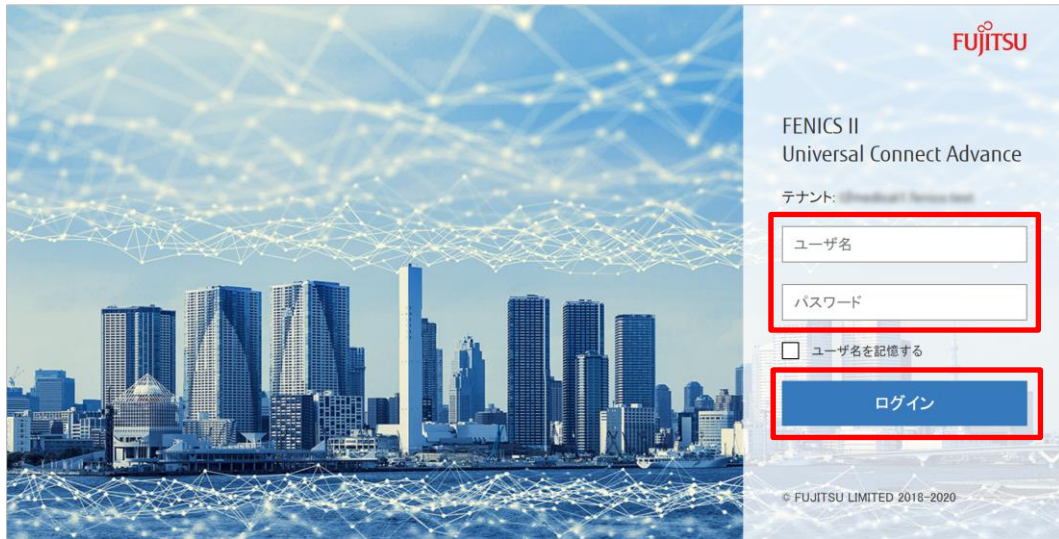 FUJITSU
FENICS II
Universal Connect Advance
テナント:
ユーザ名
パスワード
ユーザ名を記憶する
ログイン
© FUJITSU LIMITED 2018-2020